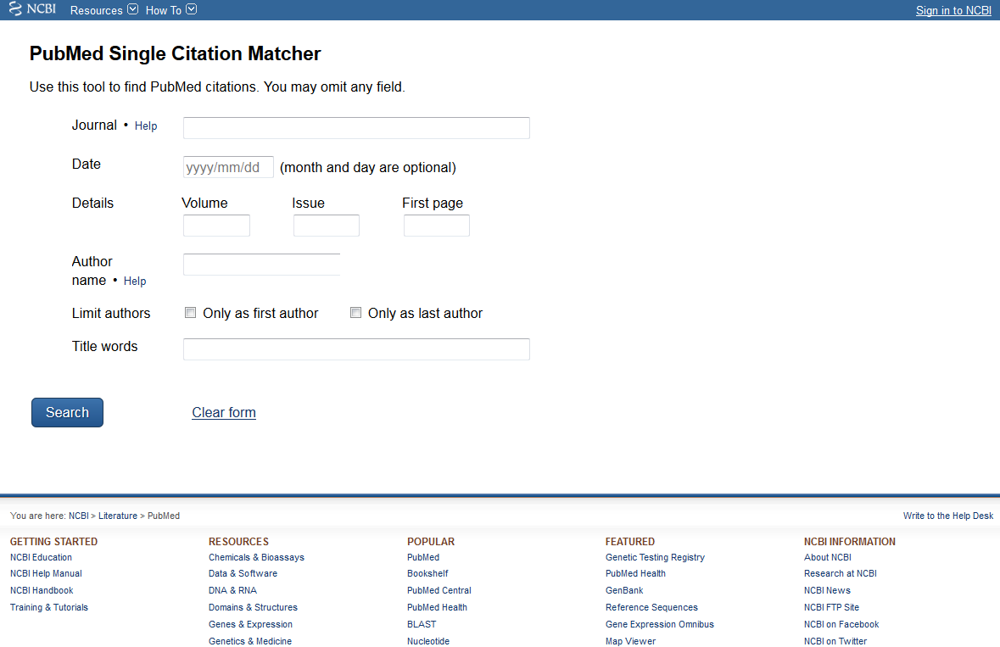 NCBI Resources How To Sign in to NCBI
PubMed Single Citation Matcher
Use this tool to find PubMed citations. You may omit any field.
Journal • Help
Date yyyy/mm/dd (month and day are optional)
Details Volume Issue First page
Author
name • Help
Limit authors Only as first author Only as last author
Title words
Search Clear form
You are here: NCBI > Literature > PubMed Write to the Help Desk
GETTING STARTED
NCBI Education
NCBI Help Manual
NCBI Handbook
Training & Tutorials
RESOURCES
Chemicals & Bioassays
Data & Software
DNA & RNA
Domains & Structures
Genes & Expression
Genetics & Medicine
POPULAR
PubMed
Bookshelf
PubMed Central
PubMed Health
BLAST
Nucleotide
FEATURED
Genetic Testing Registry
PubMed Health
GenBank
Reference Sequences
Gene Expression Omnibus
Map Viewer
NCBI INFORMATION
About NCBI
Research at NCBI
NCBI News
NCBI FTP Site
NCBI on Facebook
NCBI on Twitter